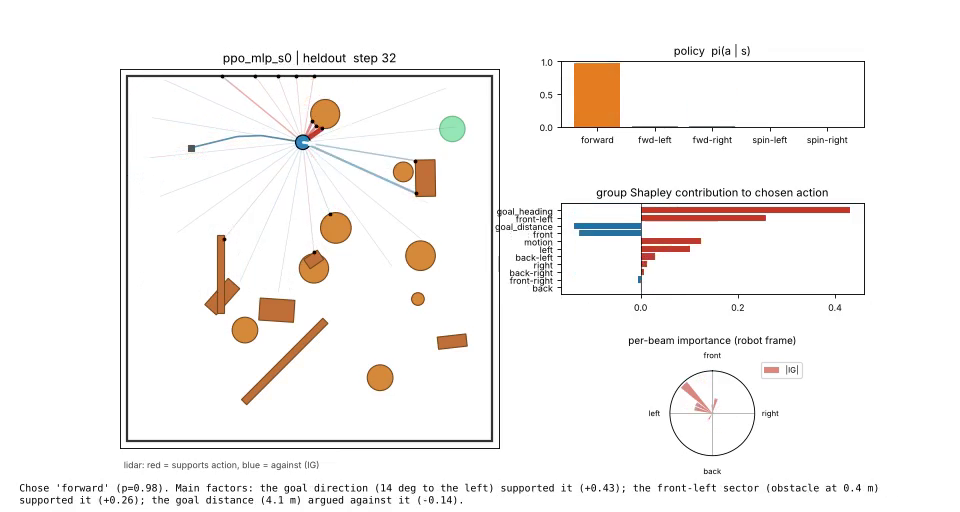 ppo_mlp_s0 | heldout  step 32
policy  pi(a | s)
1.0
0.5
0.0
forward
fwd-left
fwd-right
spin-left
spin-right
group Shapley contribution to chosen action
goal_heading
front-left
goal_distance
front
motion
left
back-left
right
back-right
front-right
back
0.0
0.2
0.4
per-beam importance (robot frame)
front
|IG|
left
right
back
lidar: red = supports action, blue = against (IG)
Chose 'forward' (p=0.98). Main factors: the goal direction (14 deg to the left) supported it (+0.43); the front-left sector (obstacle at 0.4 m)
supported it (+0.26); the goal distance (4.1 m) argued against it (-0.14).